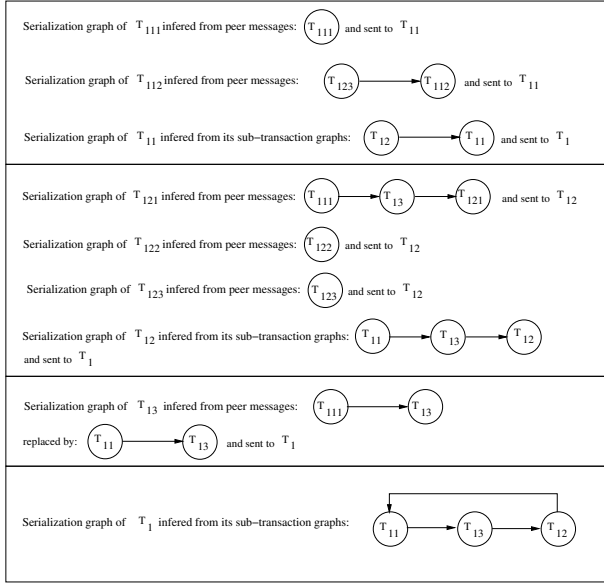 Serialization graph of T111 infered from peer messages: T111 and sent to T11
Serialization graph of T112 infered from peer messages: T123 T112 and sent to T11
Serialization graph of T11 infered from its sub-transaction graphs: T12 T11 and sent to T1
Serialization graph of T121 infered from peer messages: T111 T13 T121 and sent to T12
Serialization graph of T122 infered from peer messages: T122 and sent to T12
Serialization graph of T123 infered from peer messages: T123 and sent to T12
Serialization graph of T12 infered from its sub-transaction graphs: T11 T13 T12
and sent to T1
Serialization graph of T13 infered from peer messages: T111 T13
replaced by: T11 T13 and sent to T1
Serialization graph of T1 infered from its sub-transaction graphs: T11 T13 T12